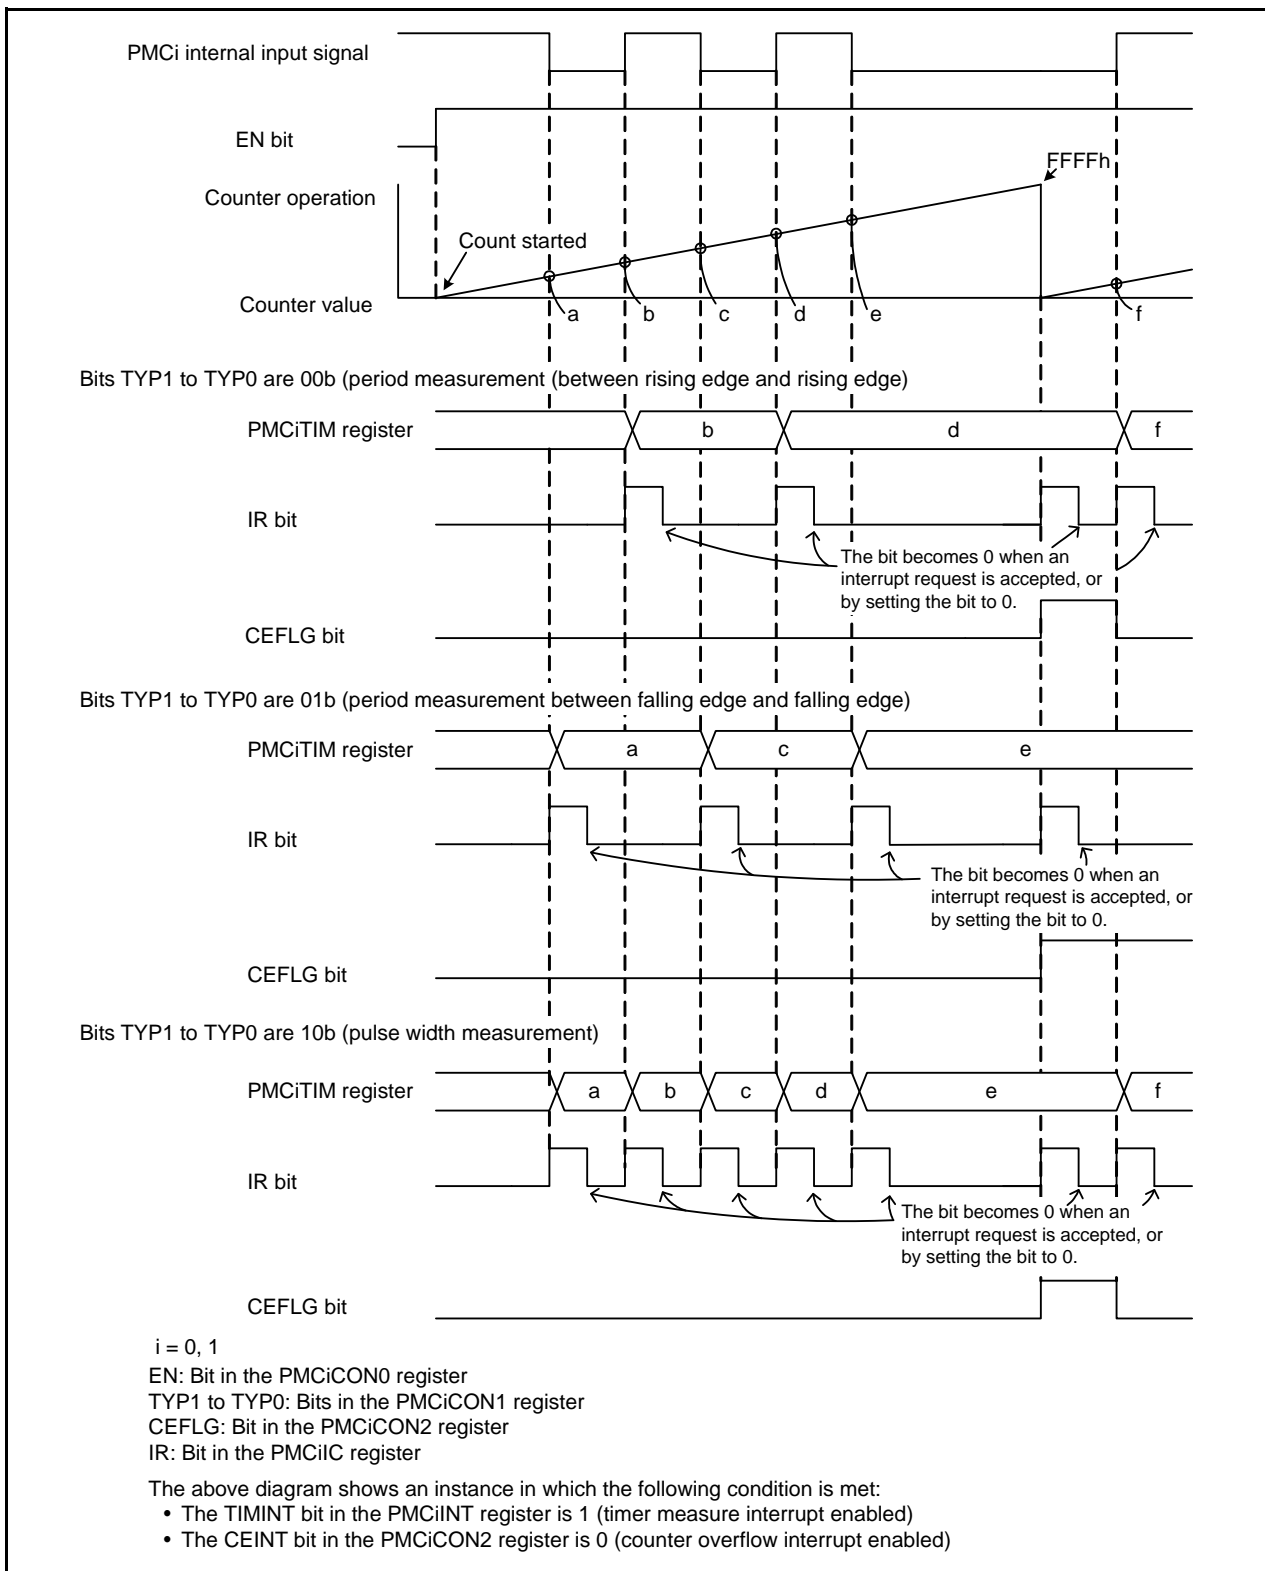 PMCi internal input signal
EN bit
FFFFh
Counter operation
Count started
Counter value
a b c d e f
Bits TYP1 to TYP0 are 00b (period measurement (between rising edge and rising edge)
PMCiTIM register
b d f
IR bit
The bit becomes 0 when an
interrupt request is accepted, or
by setting the bit to 0.
CEFLG bit
Bits TYP1 to TYP0 are 01b (period measurement between falling edge and falling edge)
PMCiTIM register
a c e
IR bit
The bit becomes 0 when an
interrupt request is accepted, or
by setting the bit to 0.
CEFLG bit
Bits TYP1 to TYP0 are 10b (pulse width measurement)
PMCiTIM register
a b c d e f
IR bit
The bit becomes 0 when an
interrupt request is accepted, or
by setting the bit to 0.
CEFLG bit
i = 0, 1
EN: Bit in the PMCiCON0 register
TYP1 to TYP0: Bits in the PMCiCON1 register
CEFLG: Bit in the PMCiCON2 register
IR: Bit in the PMCiIC register
The above diagram shows an instance in which the following condition is met:
• The TIMINT bit in the PMCiINT register is 1 (timer measure interrupt enabled)
• The CEINT bit in the PMCiCON2 register is 0 (counter overflow interrupt enabled)